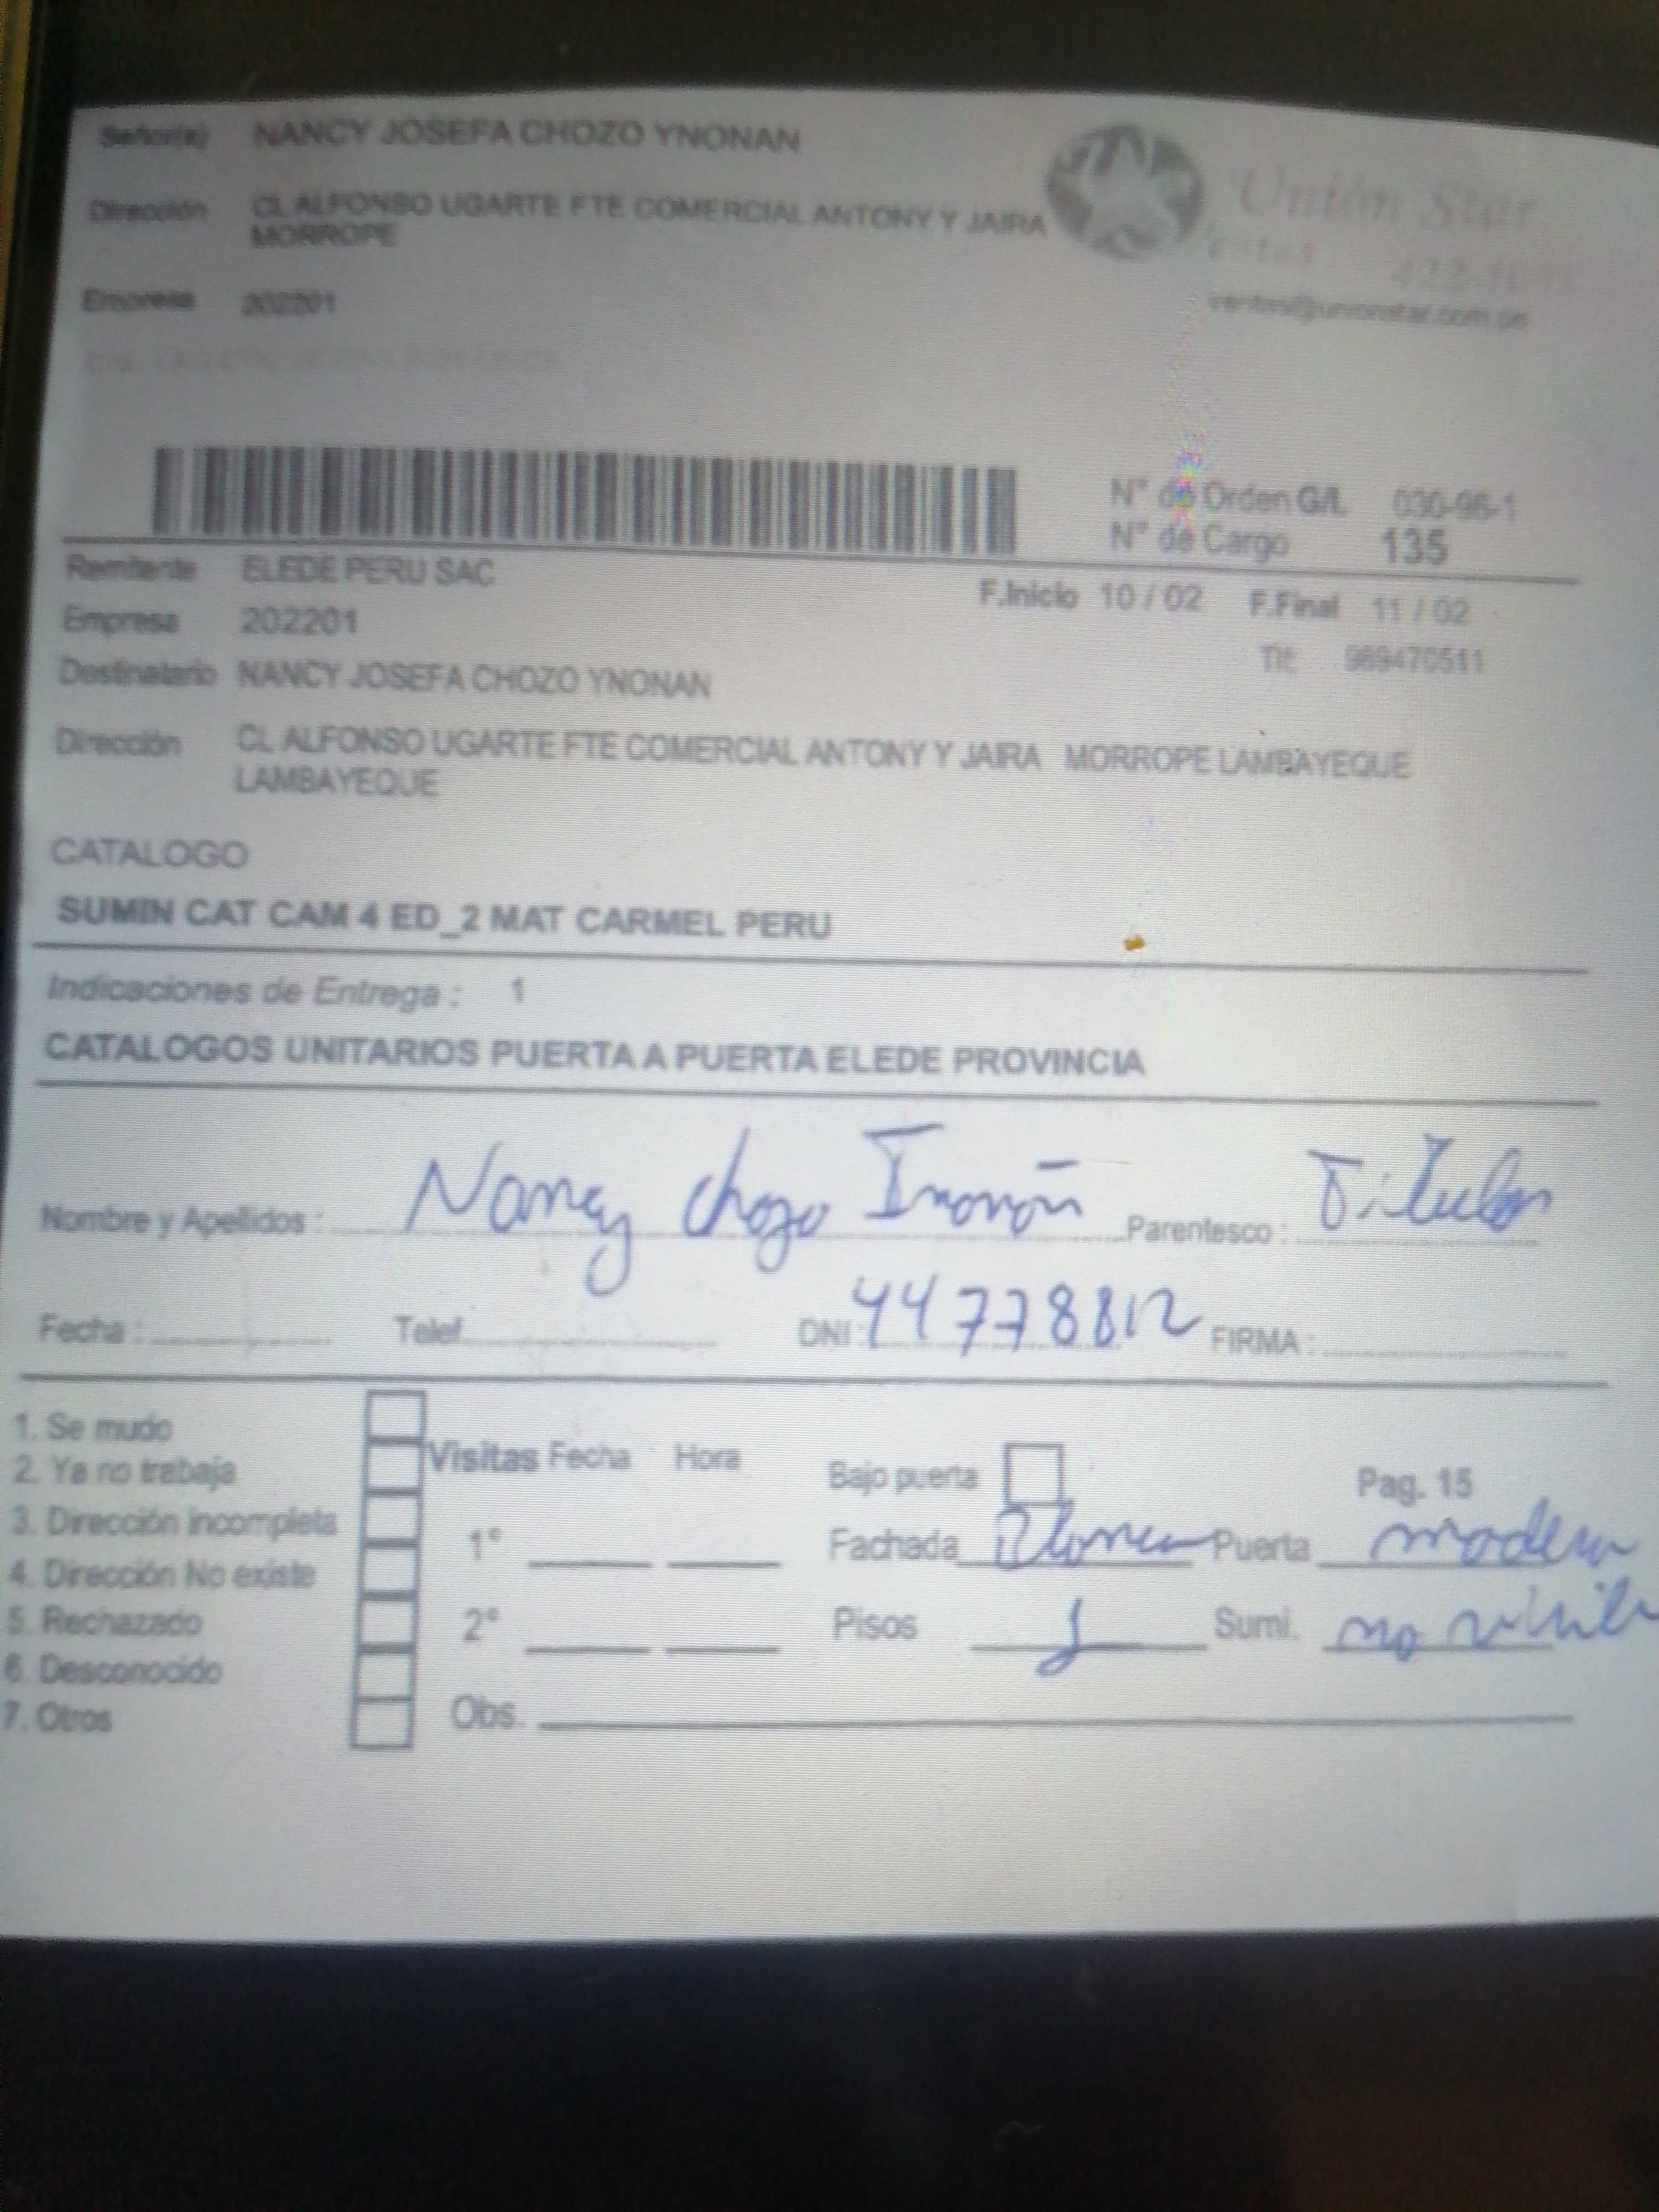 Señor(a) NANCY JOSEFA CHOZO YNONAN
Dirección CL ALFONSO UGARTE FTE COMERCIAL ANTONY Y JAIRA
MORROPE
Unión Star
Empresa 202201
ventas@unionstar.com.pe
N° de Orden G/L 030-96-1
N° de Cargo 135
Remitente ELEDE PERU SAC
F.Inicio 10 / 02 F.Final 11 / 02
Empresa 202201
Tlf: 969470511
Destinatario NANCY JOSEFA CHOZO YNONAN
Dirección CL ALFONSO UGARTE FTE COMERCIAL ANTONY Y JAIRA MORROPE LAMBAYEQUE
LAMBAYEQUE
CATALOGO
SUMIN CAT CAM 4 ED_2 MAT CARMEL PERU
Indicaciones de Entrega : 1
CATALOGOS UNITARIOS PUERTA A PUERTA ELEDE PROVINCIA
Nombre y Apellidos : Nancy Chozo Inoñan Parentesco : Titular
Fecha : Telef. DNI : 44778812 FIRMA :
1. Se mudo
2. Ya no trabaja
3. Dirección incompleta
4. Dirección No existe
5. Rechazado
6. Desconocido
7. Otros
Visitas Fecha Hora
1°
2°
Obs.
Bajo puerta Pag. 15
Fachada Blanca Puerta madera
Pisos 1 Sumi. no visible